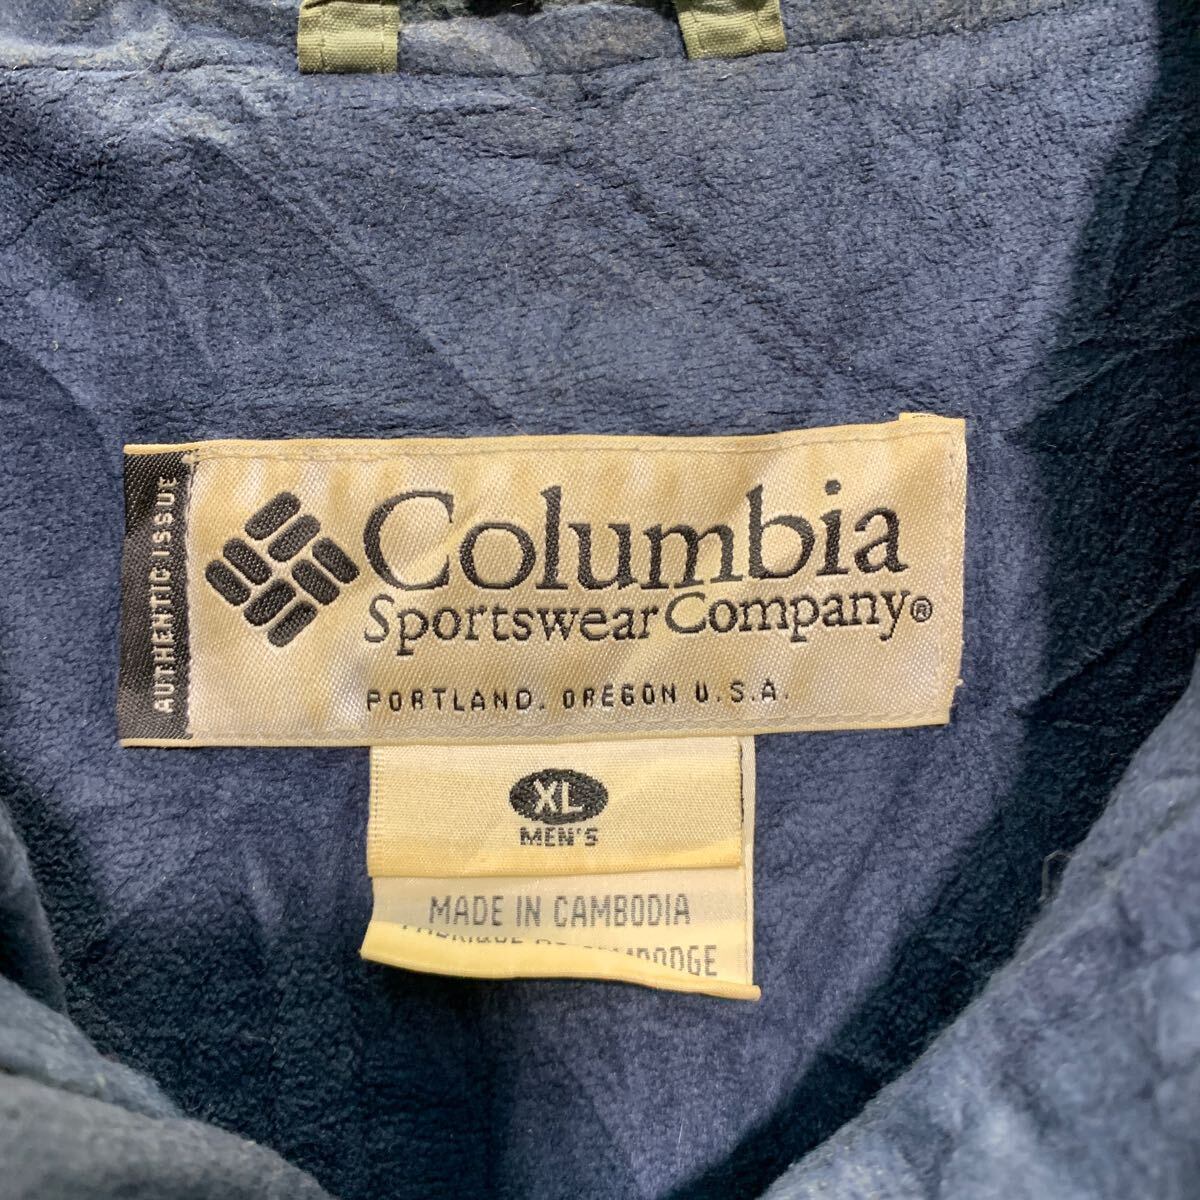 AUTHENTIC ISSUE
Columbia
Sportswear Company®
PORTLAND, OREGON U.S.A.
XL
MEN'S
MADE IN CAMBODIA